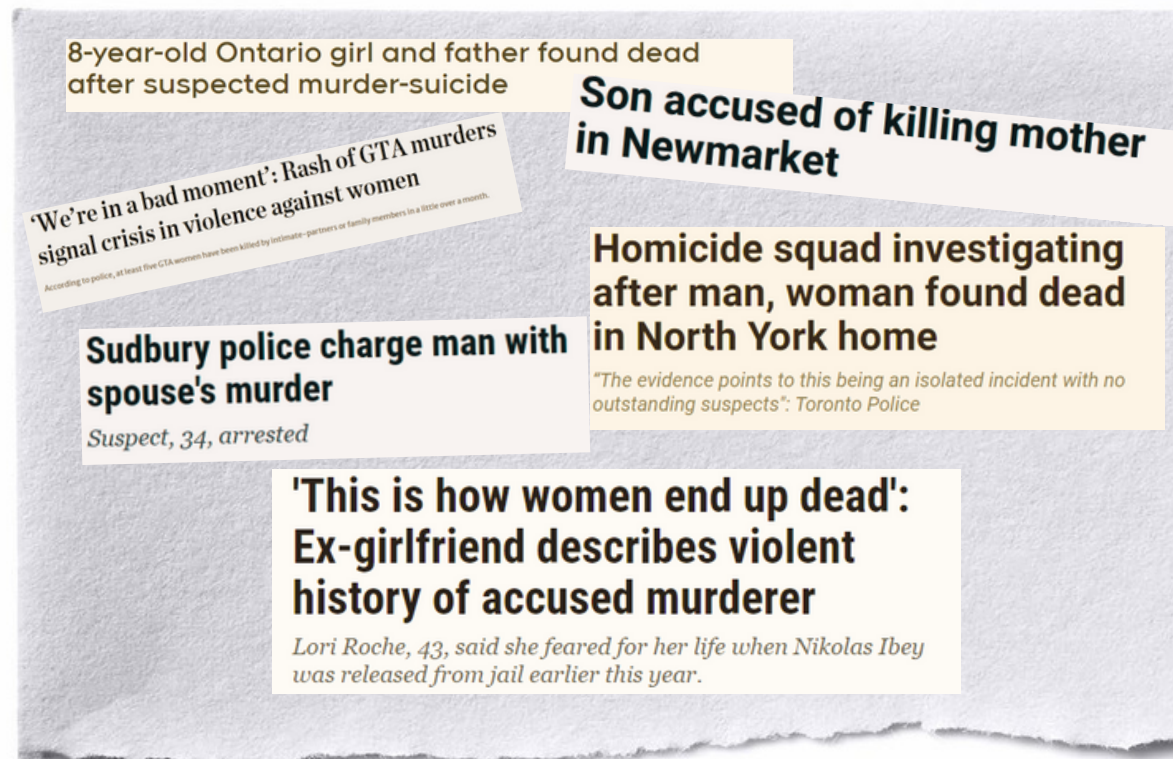 8-year-old Ontario girl and father found dead
after suspected murder-suicide
Son accused of killing mother
in Newmarket
‘We’re in a bad moment’: Rash of GTA murders
signal crisis in violence against women
According to police, at least five GTA women have been killed by intimate-partners or family members in a little over a month.
Homicide squad investigating
after man, woman found dead
in North York home
"The evidence points to this being an isolated incident with no
outstanding suspects": Toronto Police
Sudbury police charge man with
spouse's murder
Suspect, 34, arrested
'This is how women end up dead':
Ex-girlfriend describes violent
history of accused murderer
Lori Roche, 43, said she feared for her life when Nikolas Ibey
was released from jail earlier this year.